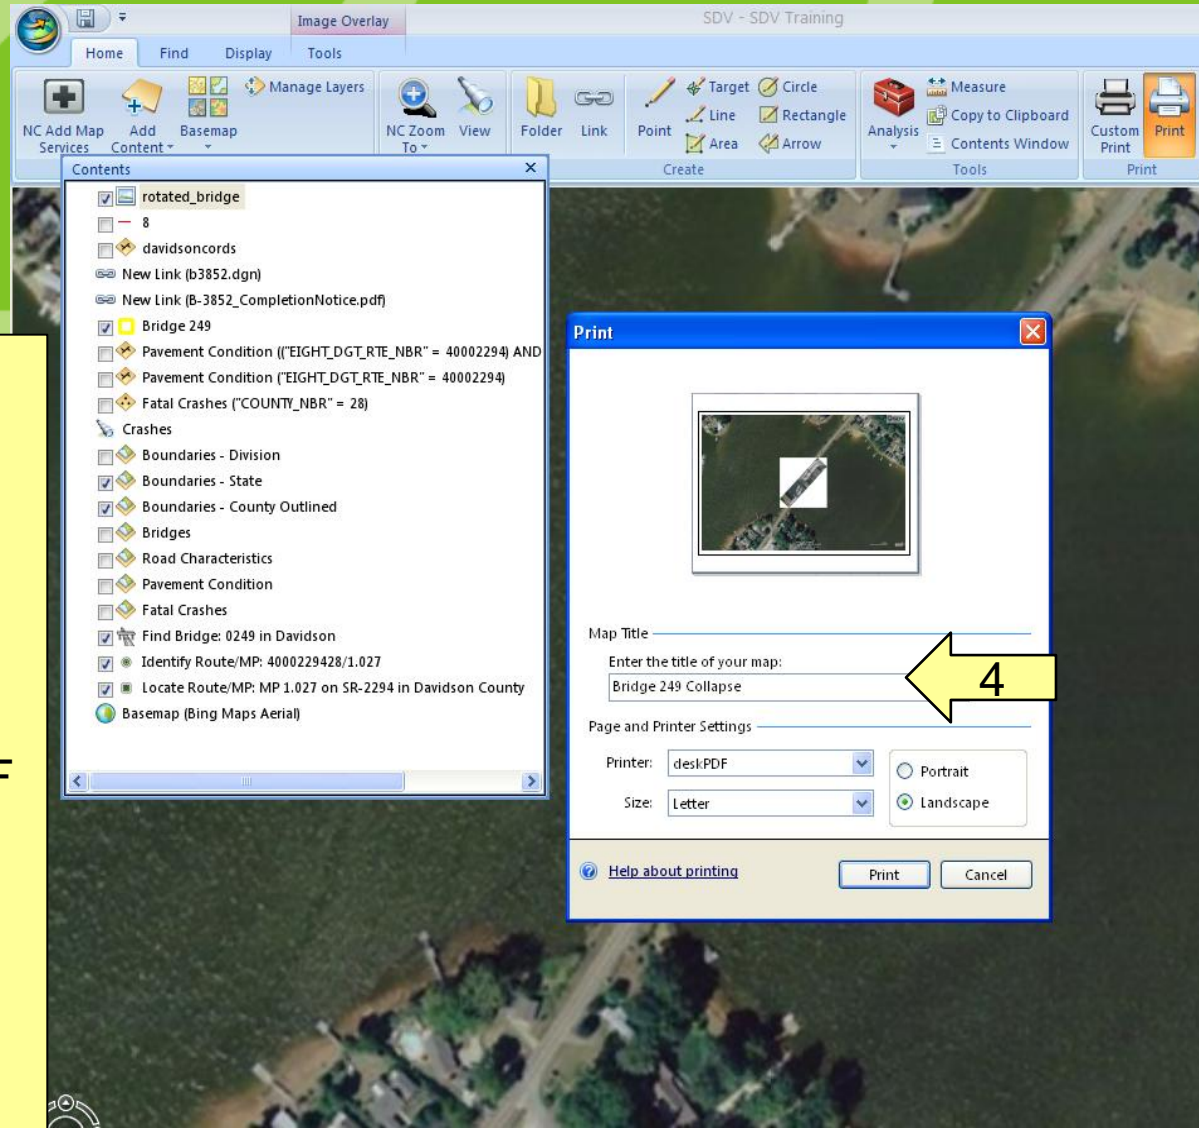 Image Overlay
SDV - SDV Training
Home Find Display Tools
NC Add Map Services
Add Content
Basemap
Manage Layers
NC Zoom To
View
Folder
Link
Point
Target
Line
Area
Circle
Rectangle
Arrow
Create
Analysis
Measure
Copy to Clipboard
Contents Window
Tools
Custom Print
Print
Print
Contents
rotated_bridge
8
davidsoncords
New Link (b3852.dgn)
New Link (B-3852_CompletionNotice.pdf)
Bridge 249
Pavement Condition (("EIGHT_DGT_RTE_NBR" = 40002294) AND
Pavement Condition ("EIGHT_DGT_RTE_NBR" = 40002294)
Fatal Crashes ("COUNTY_NBR" = 28)
Crashes
Boundaries - Division
Boundaries - State
Boundaries - County Outlined
Bridges
Road Characteristics
Pavement Condition
Fatal Crashes
Find Bridge: 0249 in Davidson
Identify Route/MP: 4000229428/1.027
Locate Route/MP: MP 1.027 on SR-2294 in Davidson County
Basemap (Bing Maps Aerial)
Print
Map Title
Enter the title of your map:
Bridge 249 Collapse
4
Page and Printer Settings
Printer: deskPDF
Size: Letter
Portrait
Landscape
Help about printing
Print
Cancel